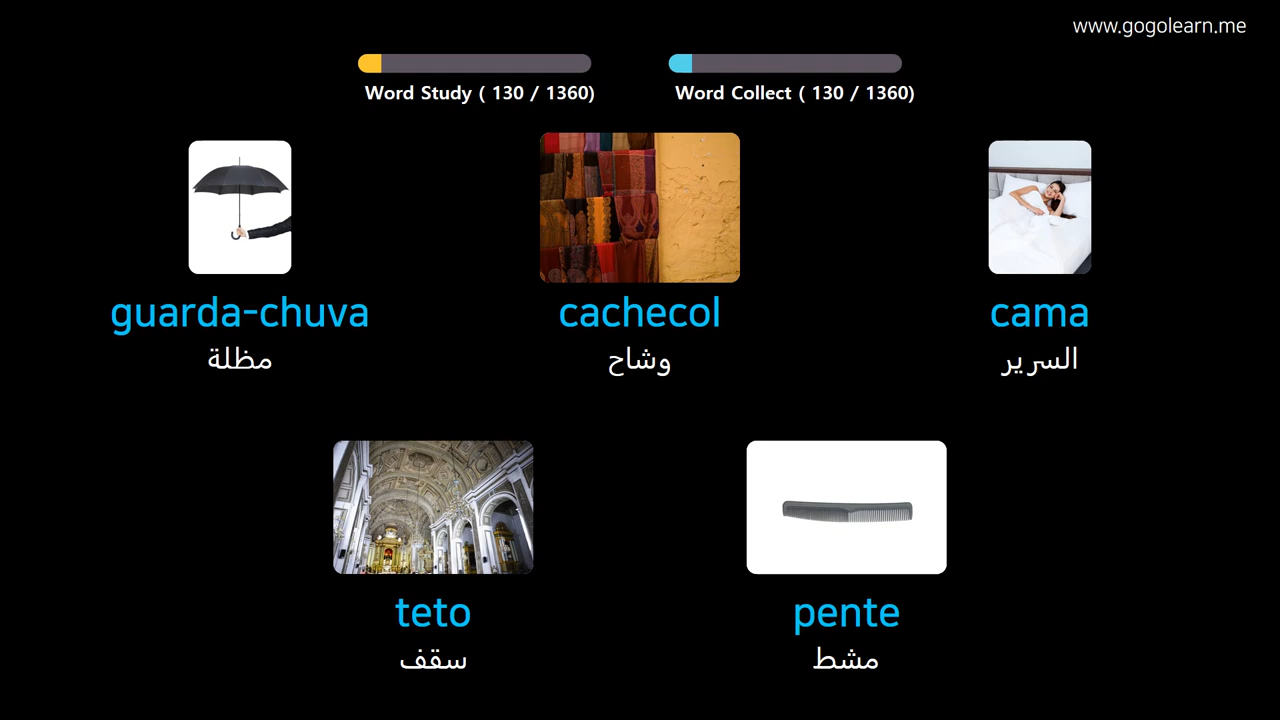 www.gogolearn.me
Word Study ( 130 / 1360)
Word Collect ( 130 / 1360)
guarda-chuva
مظلة
cachecol
وشاح
cama
السرير
teto
سقف
pente
مشط